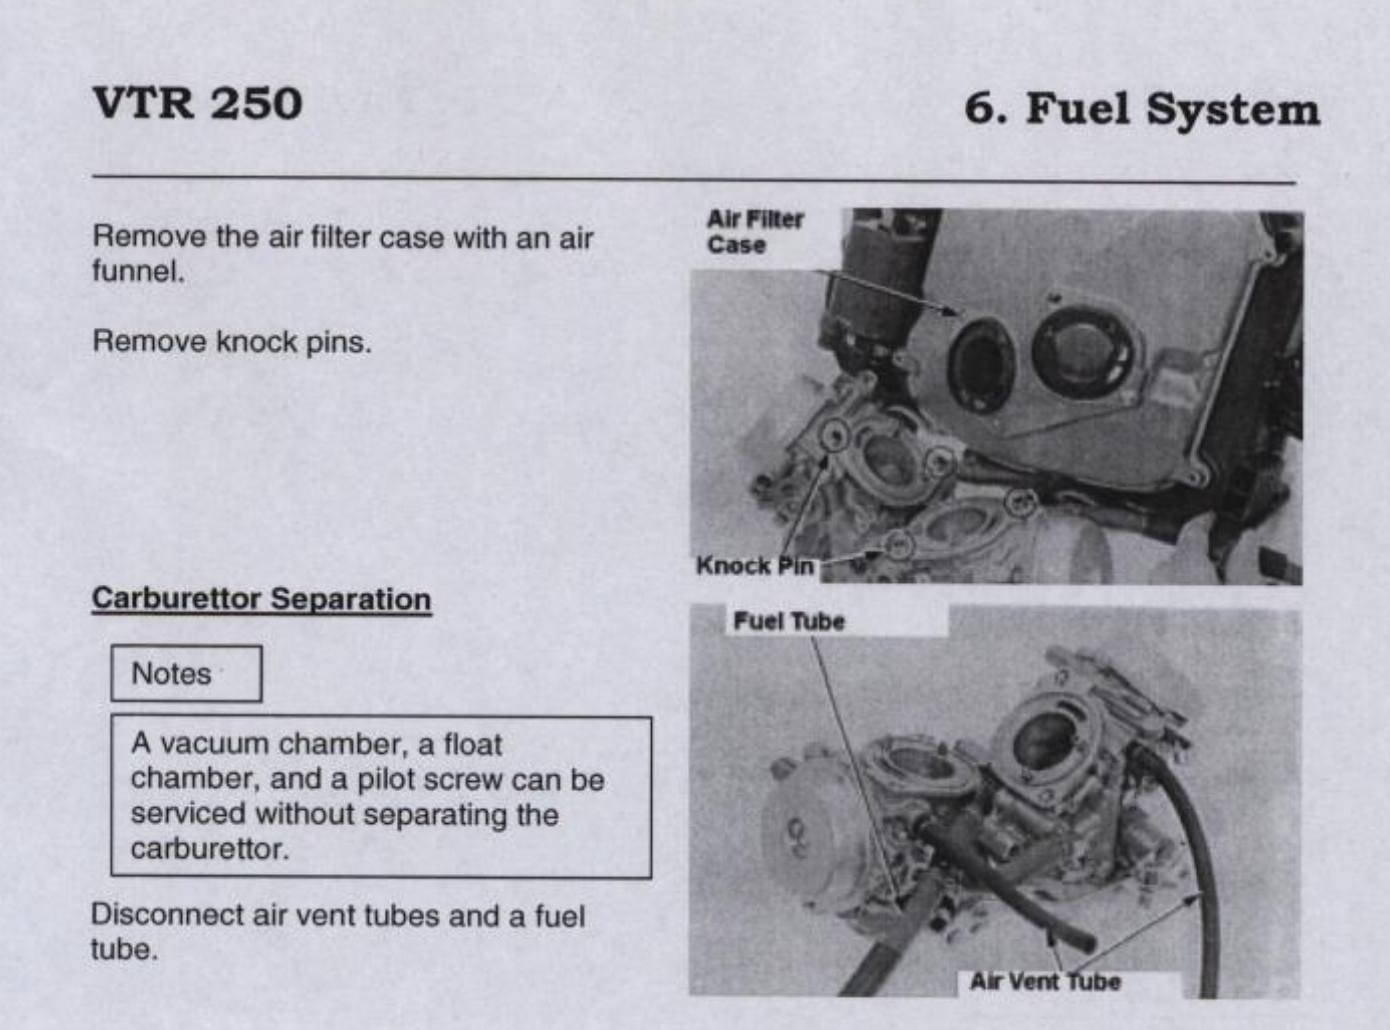 VTR 250
6. Fuel System
Remove the air filter case with an air
funnel.
Remove knock pins.
Air Filter
Case
Knock Pin
Carburettor Separation
Notes
A vacuum chamber, a float
chamber, and a pilot screw can be
serviced without separating the
carburettor.
Disconnect air vent tubes and a fuel
tube.
Fuel Tube
Air Vent Tube